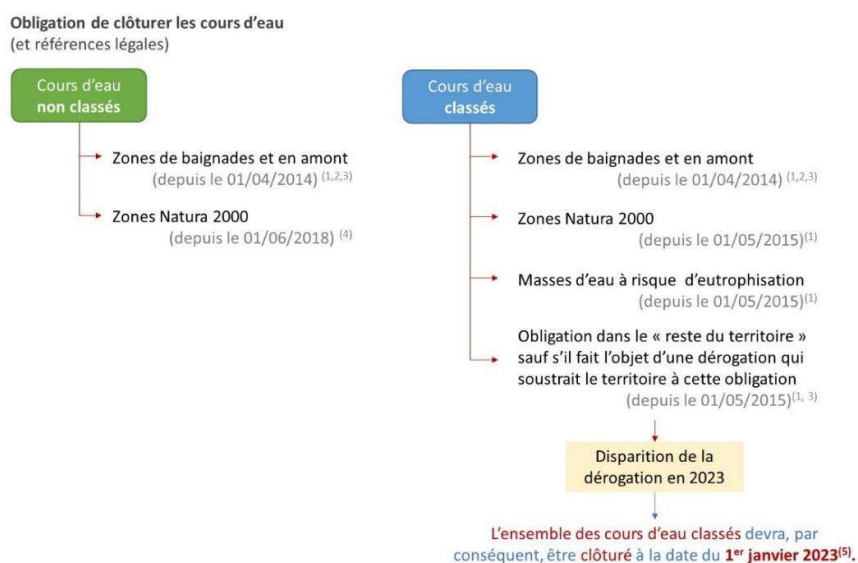 Obligation de clôturer les cours d'eau
(et références légales)
Cours d'eau
non classés
Zones de baignades et en amont
(depuis le 01/04/2014) (1,2,3)
Zones Natura 2000
(depuis le 01/06/2018) (4)
Cours d'eau
classés
Zones de baignades et en amont
(depuis le 01/04/2014) (1,2,3)
Zones Natura 2000
(depuis le 01/05/2015)(1)
Masses d'eau à risque d'eutrophisation
(depuis le 01/05/2015)(1)
Obligation dans le « reste du territoire »
sauf s'il fait l'objet d'une dérogation qui
soustrait le territoire à cette obligation
(depuis le 01/05/2015)(1, 3)
Disparition de la
dérogation en 2023
L'ensemble des cours d'eau classés devra, par
conséquent, être clôturé à la date du 1er janvier 2023(5).